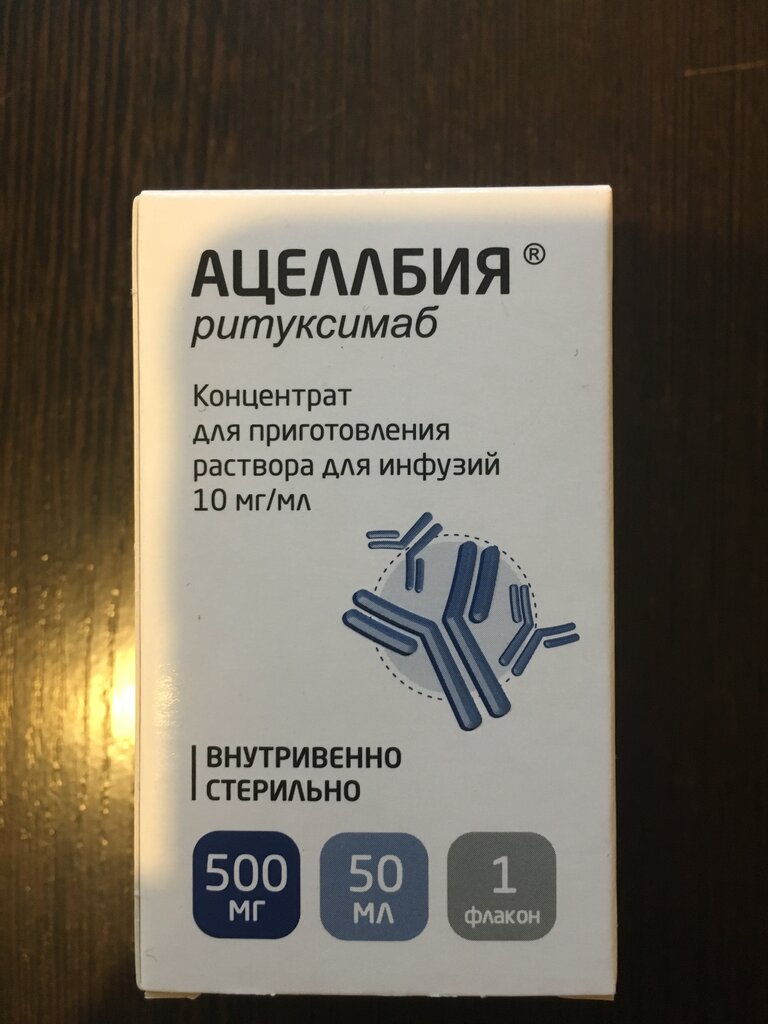 АЦЕЛЛБИЯ®
ритуксимаб
Концентрат
для приготовления
раствора для инфузий
10 мг/мл
ВНУТРИВЕННО
СТЕРИЛЬНО
500 мг
50 мл
1 флакон